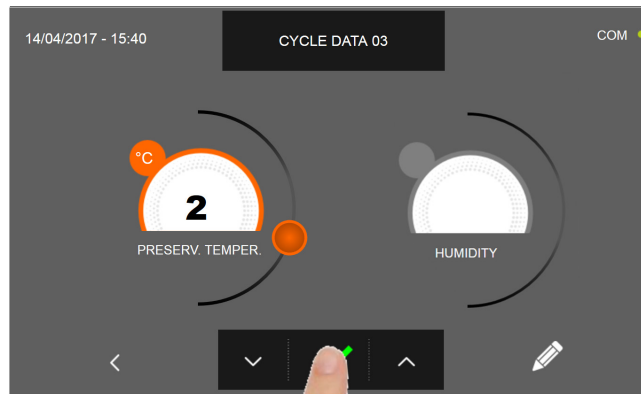 14/04/2017 - 15:40
CYCLE DATA 03
COM
°C
2
PRESERV. TEMPER.
HUMIDITY